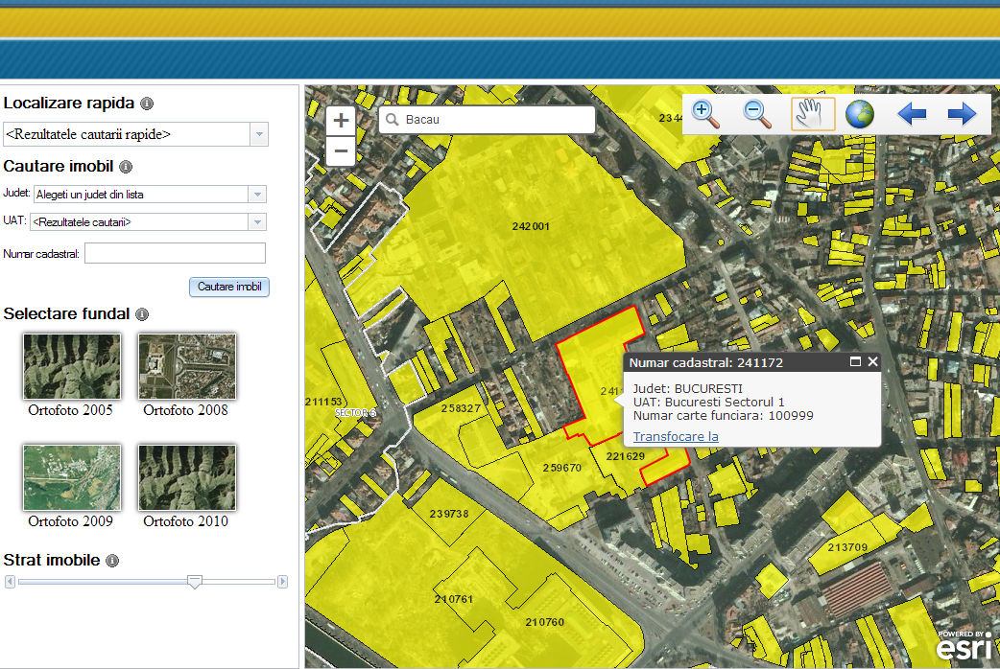 Localizare rapida
<Rezultatele cautarii rapide>
Cautare imobil
Judet: Alegeti un judet din lista
UAT: <Rezultatele cautarii>
Numar cadastral:
Cautare imobil
Selectare fundal
Ortofoto 2005
Ortofoto 2008
Ortofoto 2009
Ortofoto 2010
Strat imobile
+
−
Bacau
242001
211153
SECTOR 6
258327
259670
221629
239738
210761
210760
213709
Numar cadastral: 241172
Judet: BUCURESTI
UAT: Bucuresti Sectorul 1
Numar carte funciara: 100999
Transfocare la
POWERED BY
esri